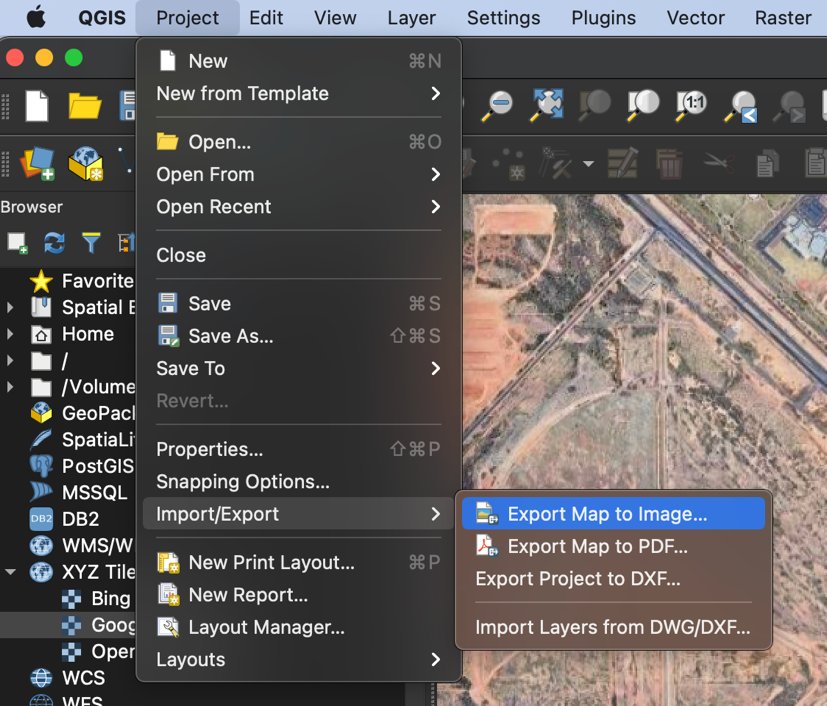 QGIS Project Edit View Layer Settings Plugins Vector Raster
New ⌘N
New from Template
Open... ⌘O
Open From
Open Recent
Close
Save ⌘S
Save As... ⇧⌘S
Save To
Revert...
Properties... ⇧⌘P
Snapping Options...
Import/Export
New Print Layout... ⌘P
New Report...
Layout Manager...
Layouts
Export Map to Image...
Export Map to PDF...
Export Project to DXF...
Import Layers from DWG/DXF...
1:1
Browser
Favorite
Spatial B
Home
/
/Volume
GeoPack
SpatiaLit
PostGIS
MSSQL
DB2 DB2
WMS/W
XYZ Tile
Bing
Goog
Oper
WCS
WFS